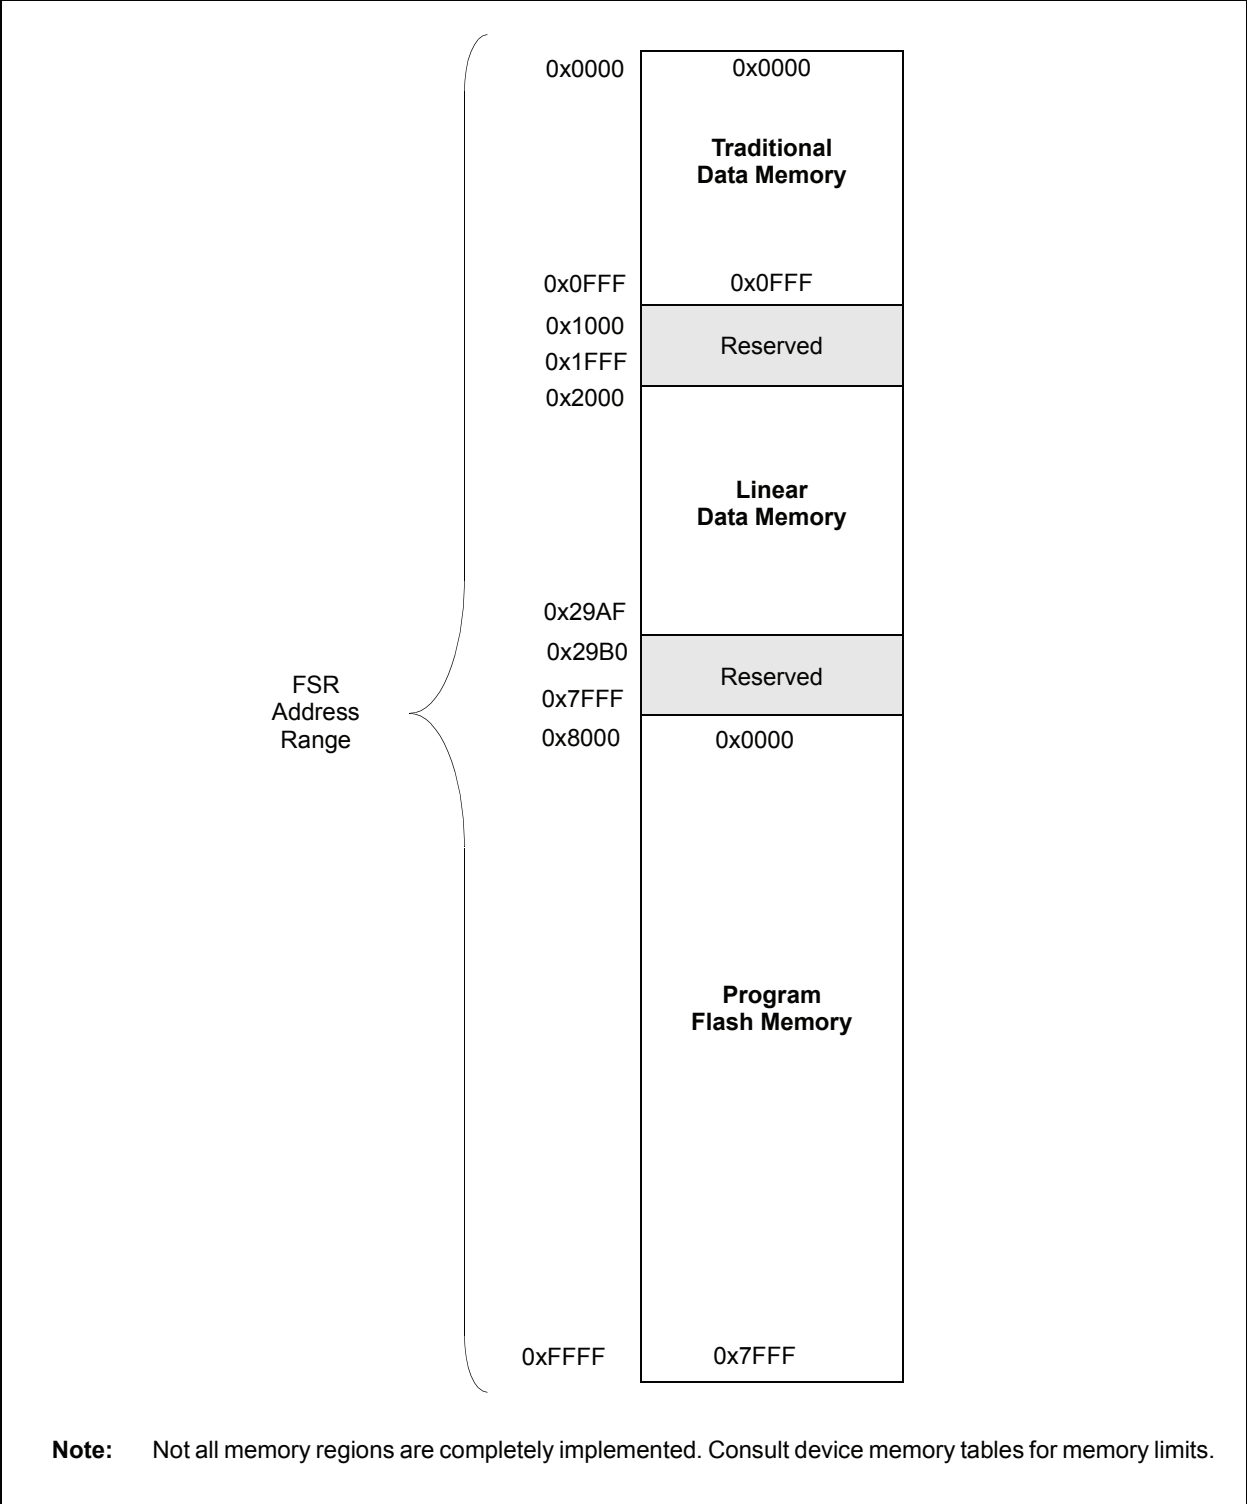 0x0000 0x0000
Traditional
Data Memory
0x0FFF 0x0FFF
0x1000
Reserved
0x1FFF
0x2000
Linear
Data Memory
0x29AF
0x29B0
Reserved
0x7FFF
FSR
Address
Range
0x8000 0x0000
Program
Flash Memory
0xFFFF 0x7FFF
Note: Not all memory regions are completely implemented. Consult device memory tables for memory limits.